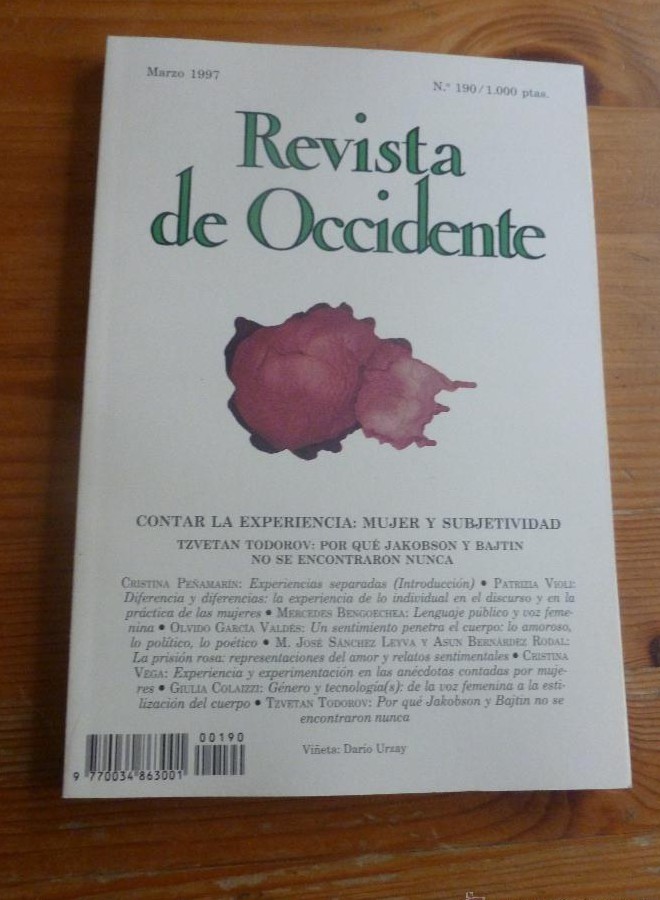 Marzo 1997
N.º 190/1.000 ptas.
Revista
de Occidente
CONTAR LA EXPERIENCIA: MUJER Y SUBJETIVIDAD
TZVETAN TODOROV: POR QUÉ JAKOBSON Y BAJTIN
NO SE ENCONTRARON NUNCA
CRISTINA PEÑAMARÍN: Experiencias separadas (Introducción) • PATRIZIA VIOLI:
Diferencia y diferencias: la experiencia de lo individual en el discurso y en la
práctica de las mujeres • MERCEDES BENGOECHEA: Lenguaje público y voz feme-
nina • OLVIDO GARCÍA VALDÉS: Un sentimiento penetra el cuerpo: lo amoroso,
lo político, lo poético • M. JOSÉ SÁNCHEZ LEYVA Y ASUN BERNÁRDEZ RODAL:
La prisión rosa: representaciones del amor y relatos sentimentales • CRISTINA
VEGA: Experiencia y experimentación en las anécdotas contadas por muje-
res • GIULIA COLAIZZI: Género y tecnología(s): de la voz femenina a la esti-
lización del cuerpo • TZVETAN TODOROV: Por qué Jakobson y Bajtin no se
encontraron nunca
00190
9 770034 863001
Viñeta: Darío Urzay